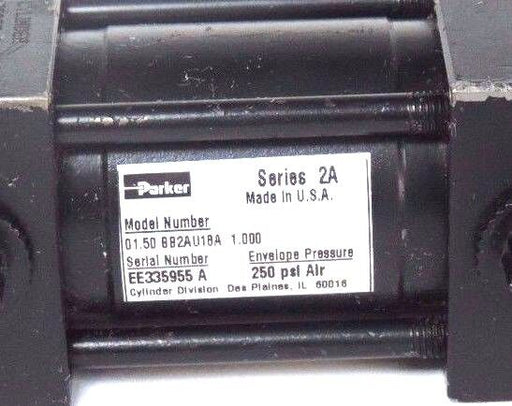 Parker
Series 2A
Made In U.S.A.
Model Number
01.50 BB2AU18A 1.000
Serial Number Envelope Pressure
EE335955 A 250 psi Air
Cylinder Division Des Plaines, IL 60016